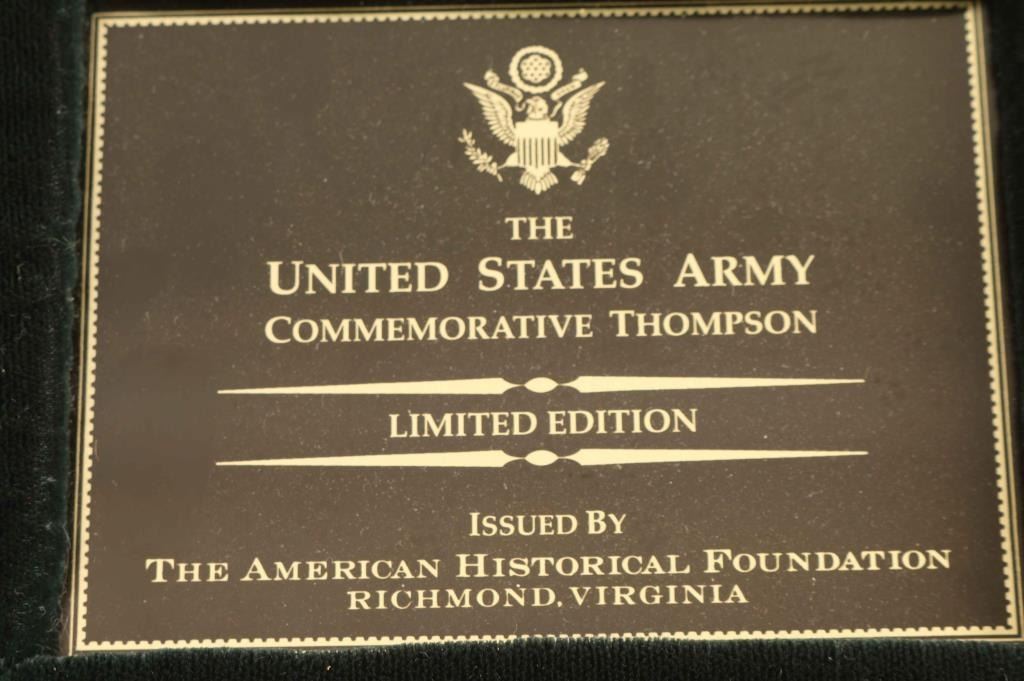 THE
UNITED STATES ARMY
COMMEMORATIVE THOMPSON
LIMITED EDITION
ISSUED BY
THE AMERICAN HISTORICAL FOUNDATION
RICHMOND, VIRGINIA